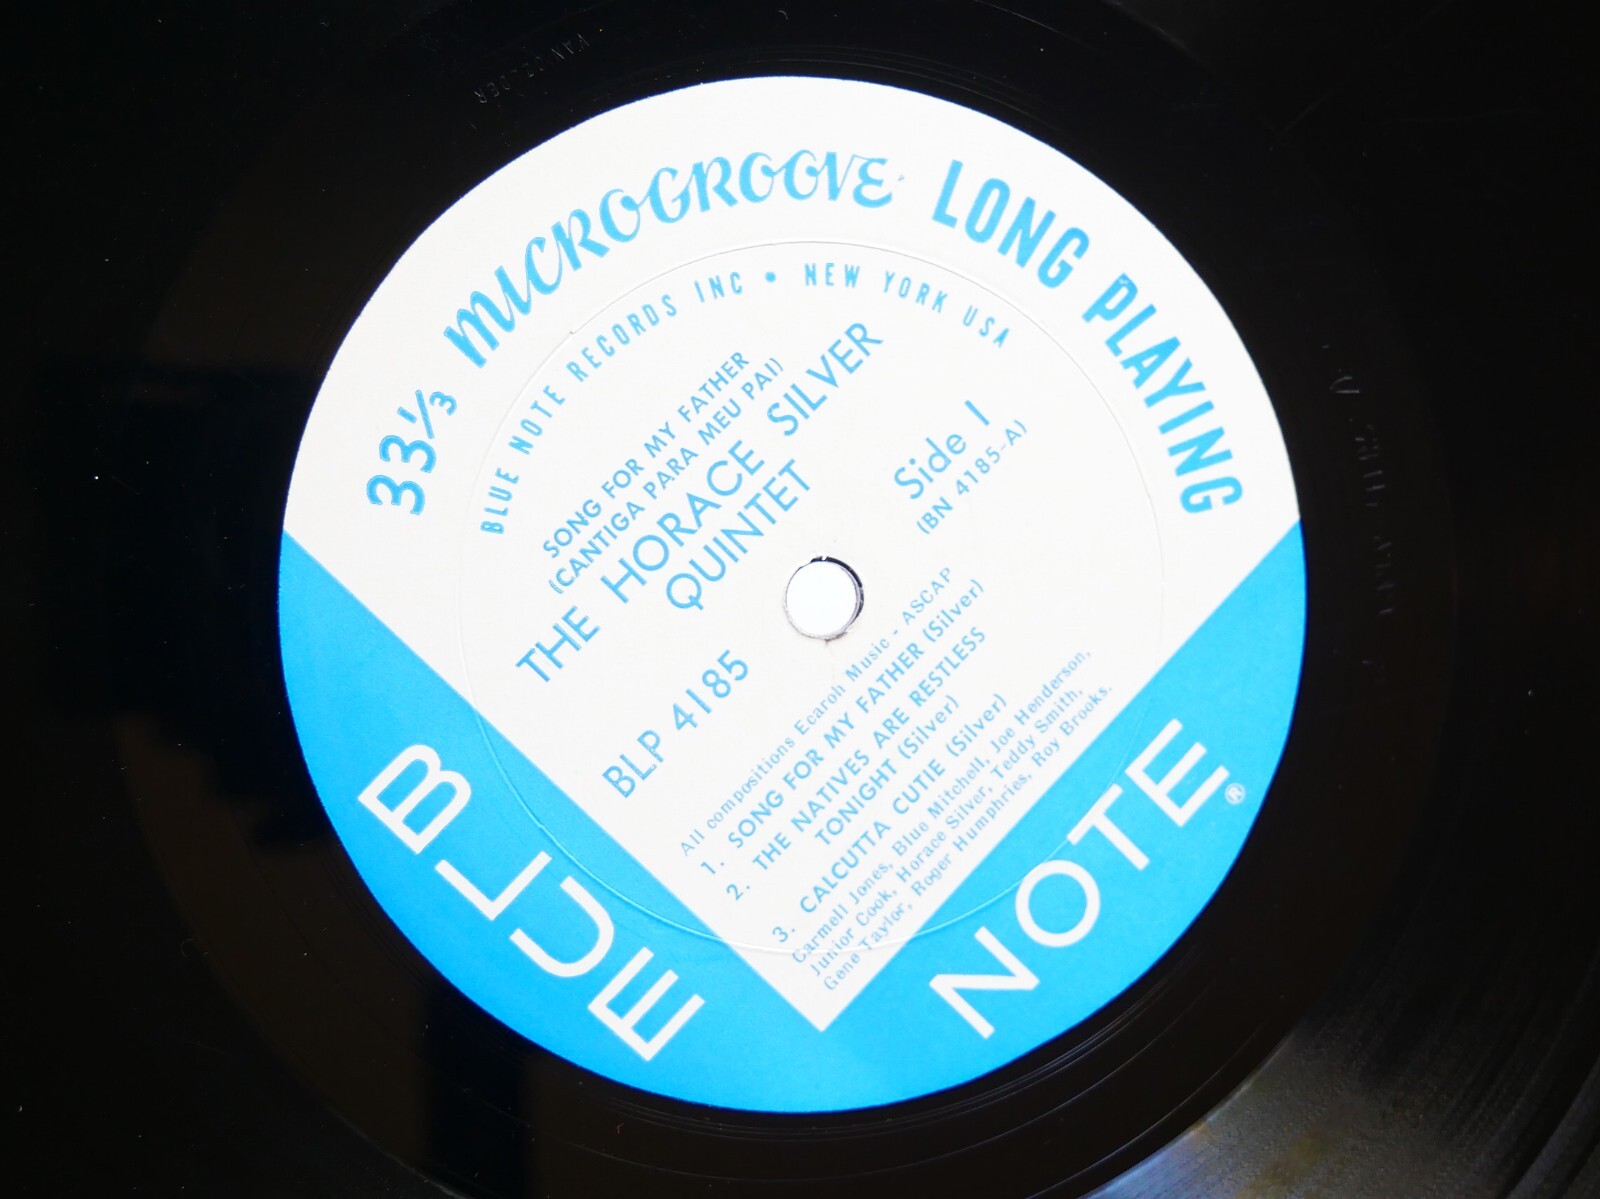 VAN GELDER
33⅓ MICROGROOVE LONG PLAYING
BLUE NOTE RECORDS INC • NEW YORK USA
SONG FOR MY FATHER
(CANTIGA PARA MEU PAI)
THE HORACE SILVER
QUINTET
Side 1
(BN 4185-A)
BLP 4185
All compositions Ecaroh Music - ASCAP
1. SONG FOR MY FATHER (Silver)
2. THE NATIVES ARE RESTLESS
TONIGHT (Silver)
3. CALCUTTA CUTIE (Silver)
Carmell Jones, Blue Mitchell, Joe Henderson,
Junior Cook, Horace Silver, Teddy Smith,
Gene Taylor, Roger Humphries, Roy Brooks.
BLUE NOTE®